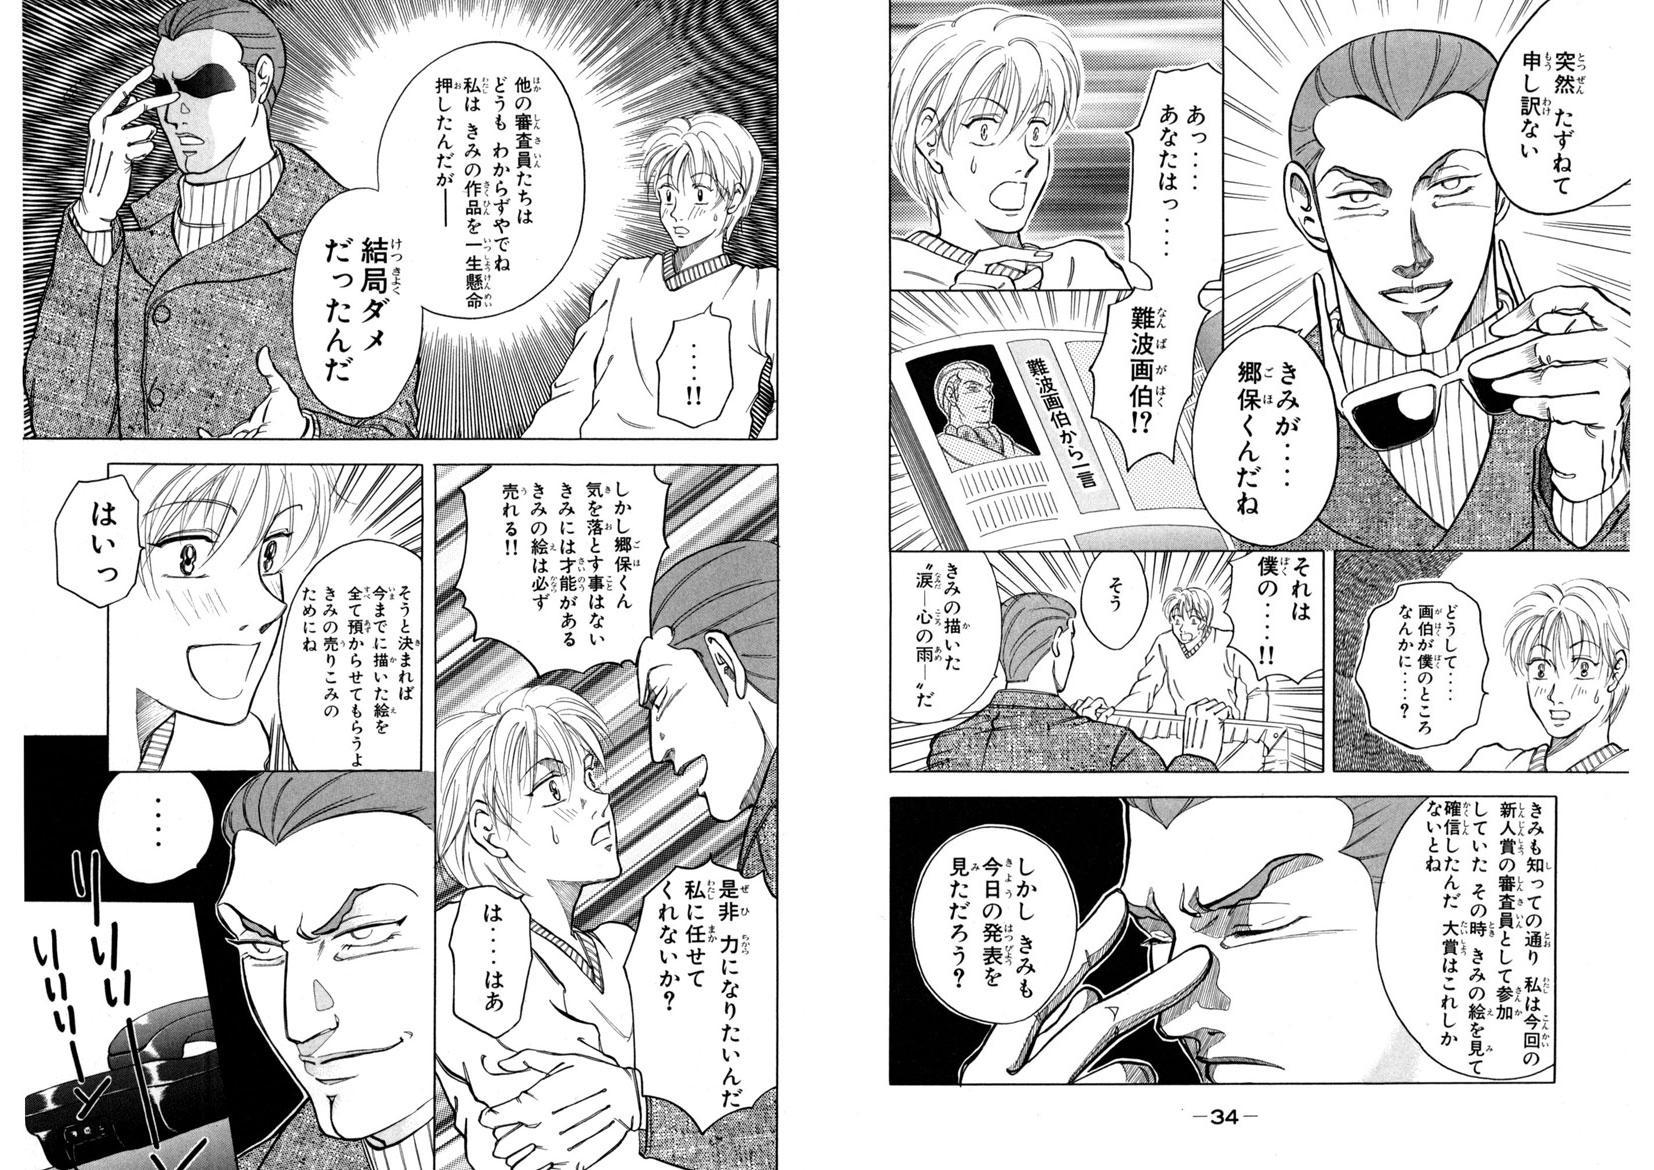 突然 たずねて
申し訳ない
きみが‥‥
郷保くんだね
あっ‥‥
あなたはっ‥‥
難波画伯!?
難波画伯から一言
どうして‥‥
画伯が僕のところ
なんかに‥‥?
それは
僕の‥‥!!
そう
きみの描いた
“涙―心の雨―”だ
きみも知っての通り 私は今回の
新人賞の審査員として参加
していた その時 きみの絵を見て
確信したんだ 大賞はこれしか
ないとね
しかし きみも
今日の発表を
見ただろう?
―34―
他の審査員たちは
どうも わからずやでね
私は きみの作品を一生懸命
押したんだが――
‥‥!!
結局ダメ
だったんだ
しかし郷保くん
気を落とす事はない
きみには才能がある
きみの絵は必ず
売れる!!
是非 力になりたいんだ
私に任せて
くれないか?
は‥‥はあ
そうと決まれば
今までに描いた絵を
全て預からせてもらうよ
きみの売りこみの
ためにね
はいっ
‥‥
りりりー
りりりー